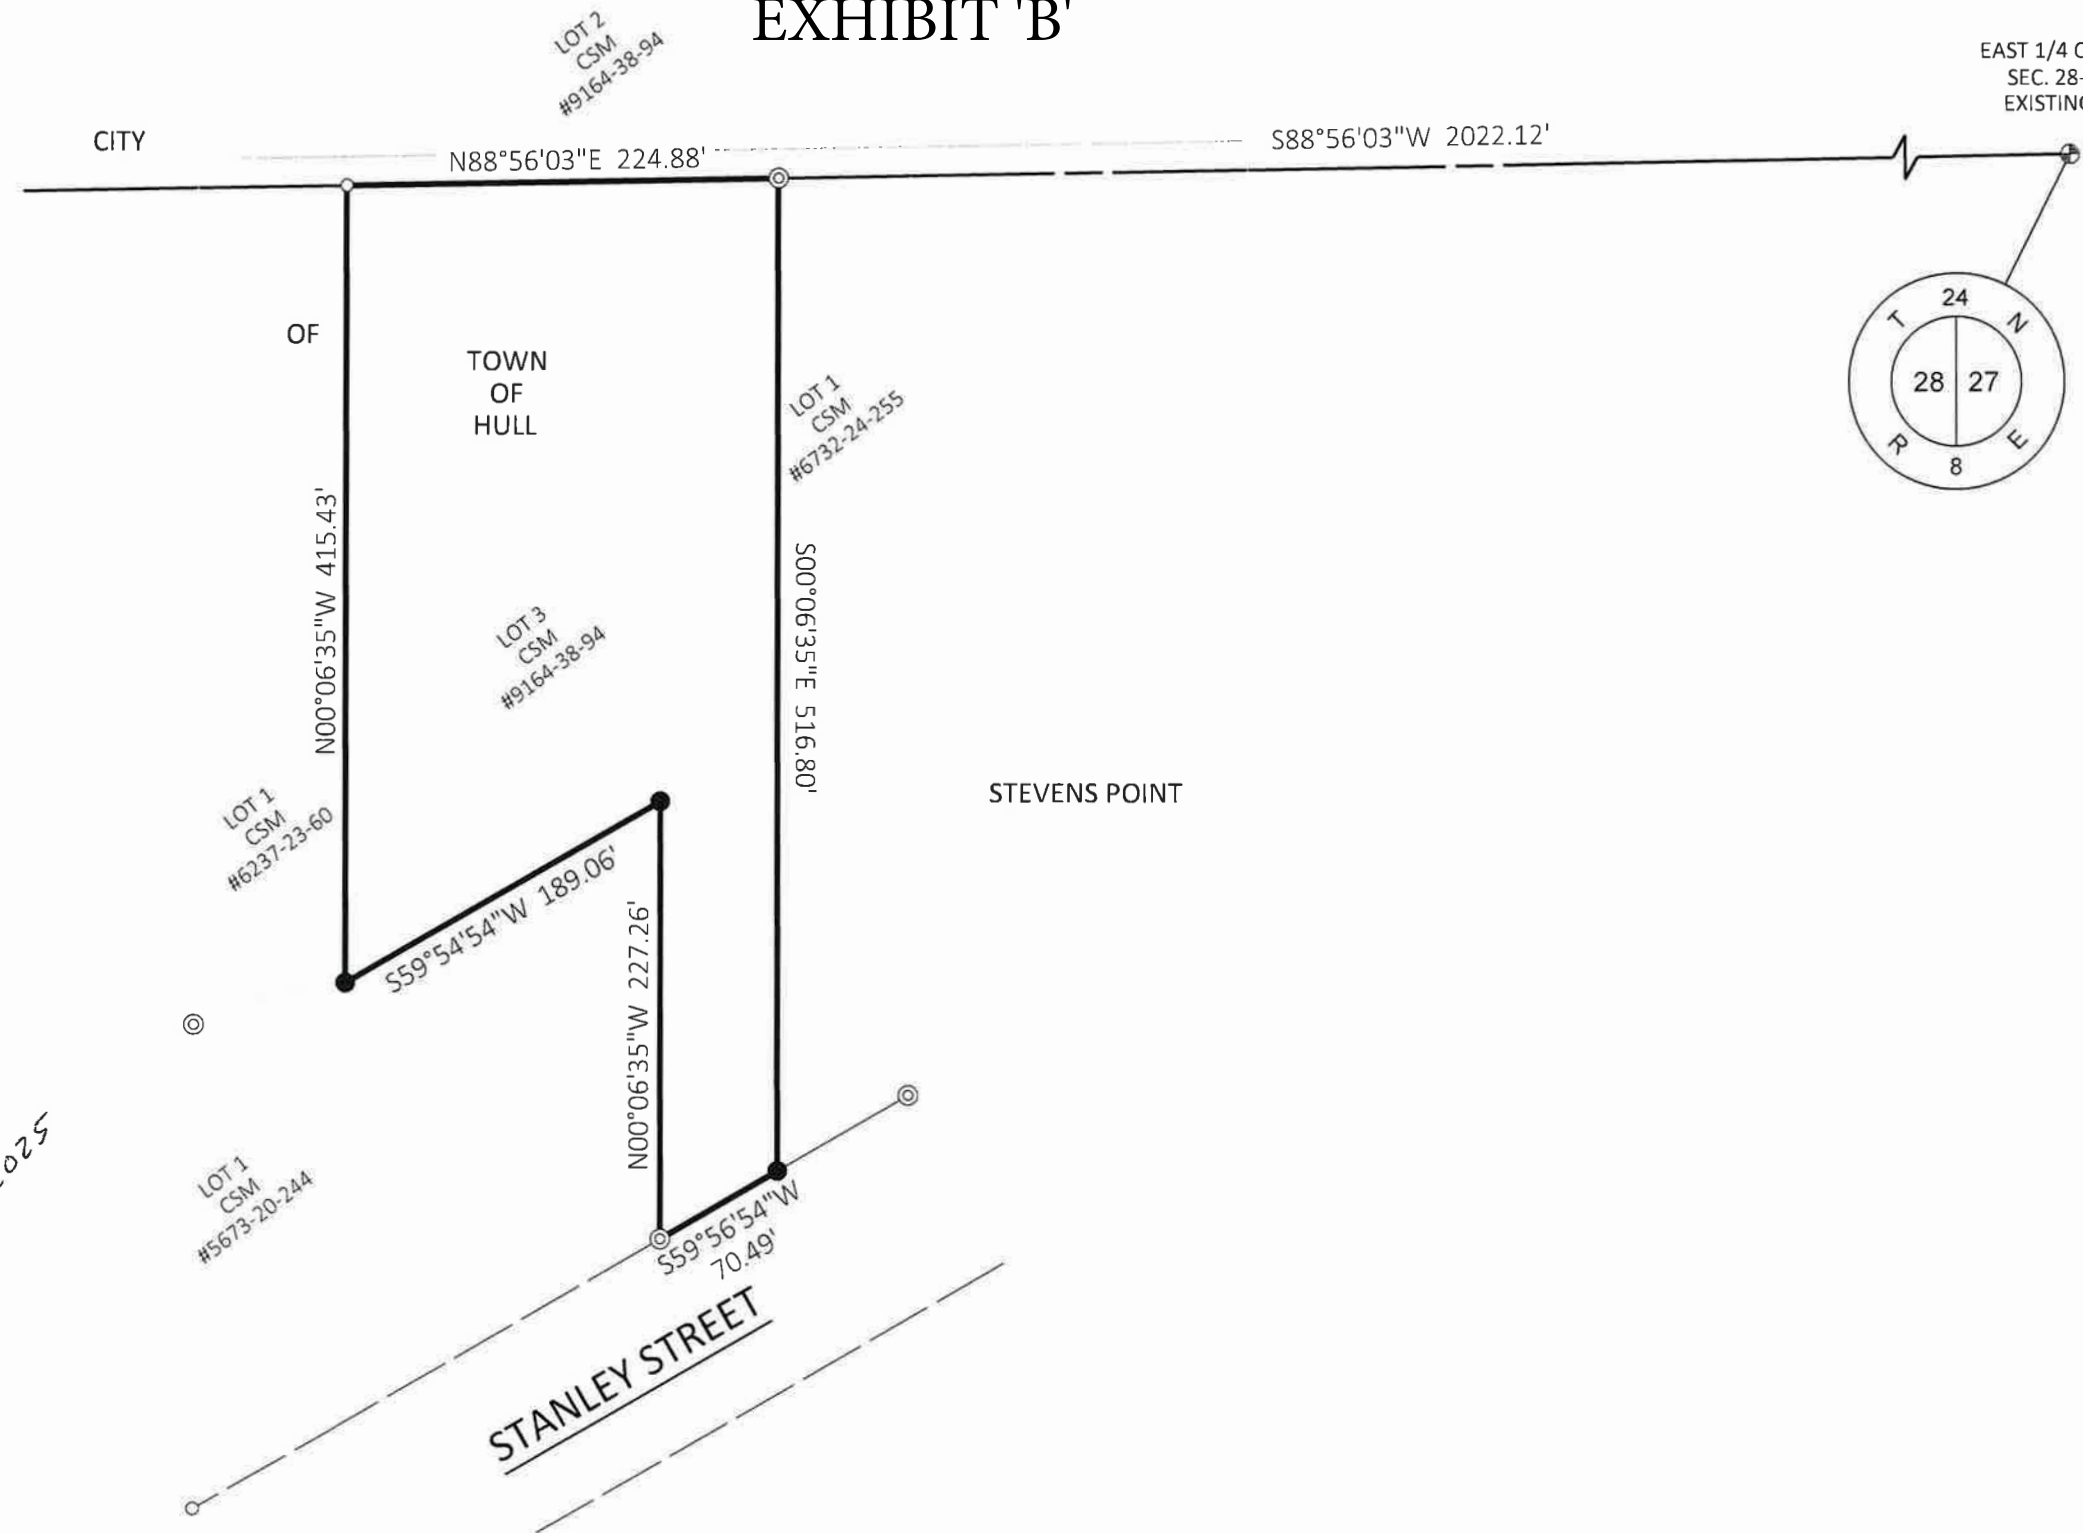 EXHIBIT 'B'
LOT 2
CSM
#9164-38-94
EAST 1/4
SEC. 28-
CITY
N88°56'03"E 224.88'
S88°56'03"W 2022.12'
OF
TOWN
OF
HULL
24
T N
28 27
R E
8
LOT 1
CSM
#6732-24-255
N00°06'35"W 415.43'
S00°06'35"E 516.80'
LOT 3
CSM
#9164-38-94
STEVENS POINT
LOT 1
CSM
#6237-23-60
S59°54'54"W 189.06'
N00°06'35"W 227.26'
LOT 1
CSM
#5673-20-244
S59°56'54"W
70.49'
STANLEY STREET